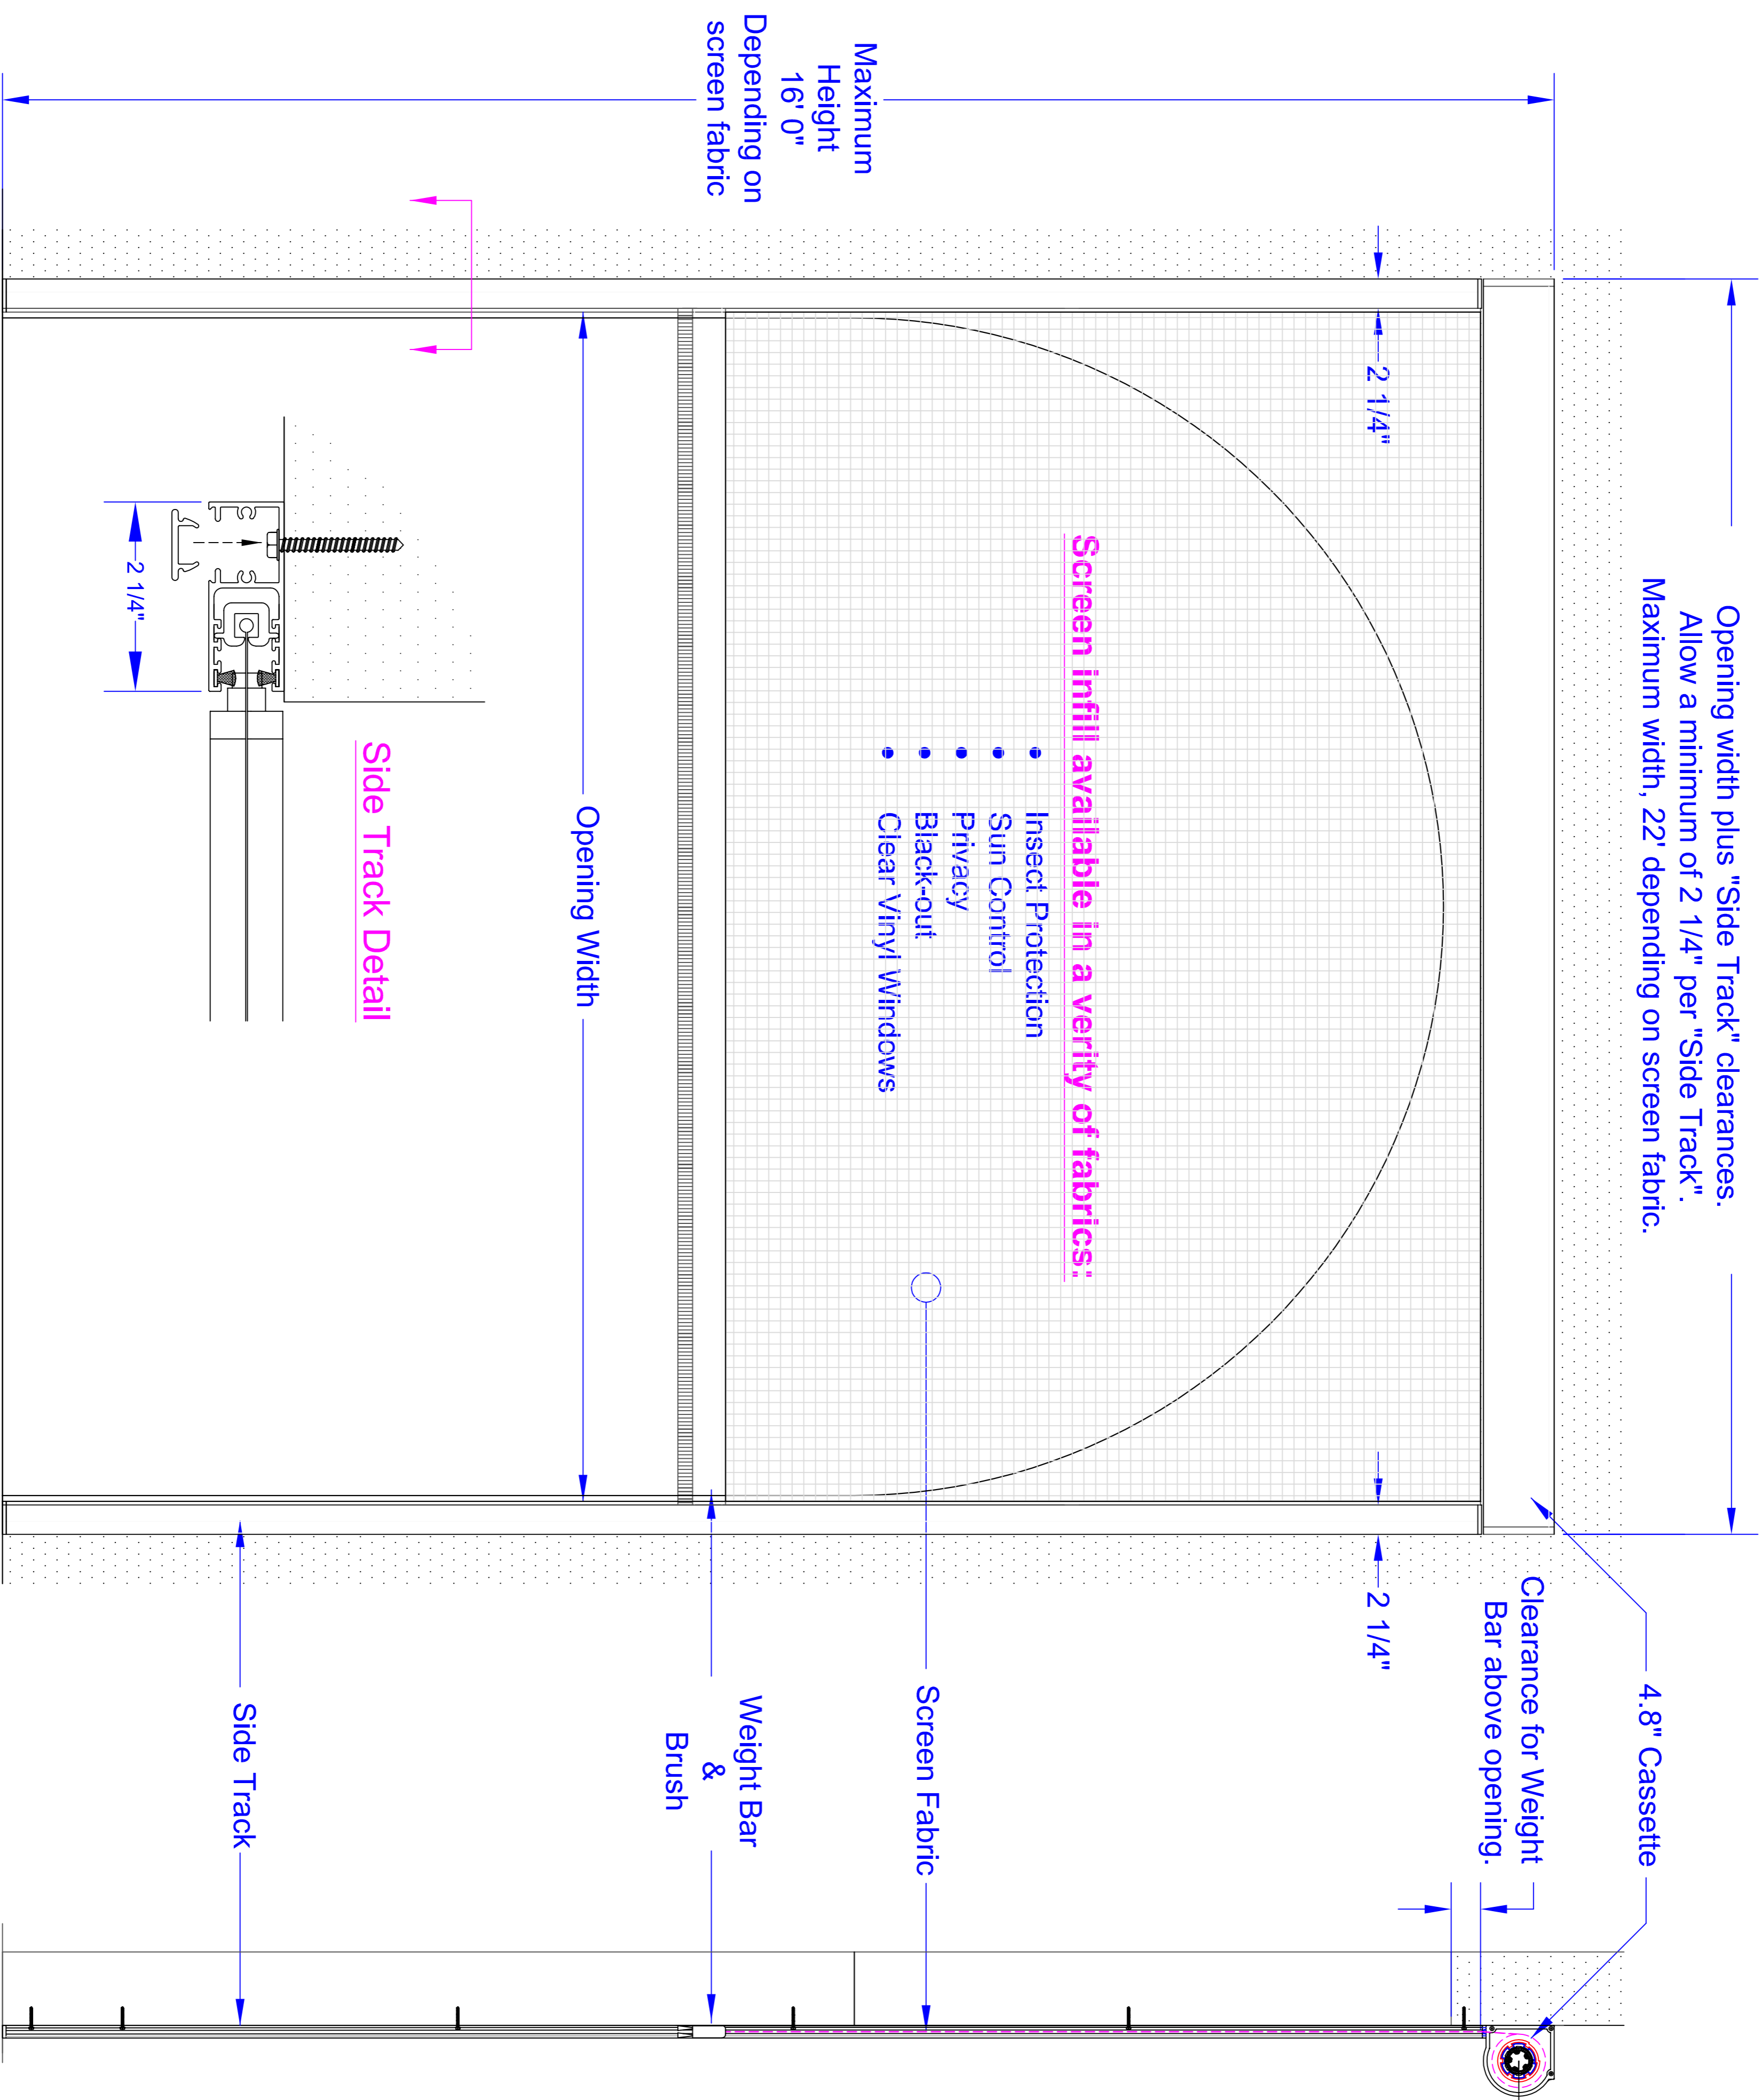 Opening width plus "Side Track" clearances.
Allow a minimum of 2 1/4" per "Side Track".
Maximum width, 22' depending on screen fabric.
4.8" Cassette
Clearance for Weight
Bar above opening.
2 1/4"
2 1/4"
Screen infill available in a verity of fabrics:
• Insect Protection
• Sun Control
• Privacy
• Black-out
• Clear Vinyl Windows
Screen Fabric
Maximum
Height
16' 0"
Depending on
screen fabric
Weight Bar
&
Brush
Opening Width
Side Track Detail
Side Track
2 1/4"